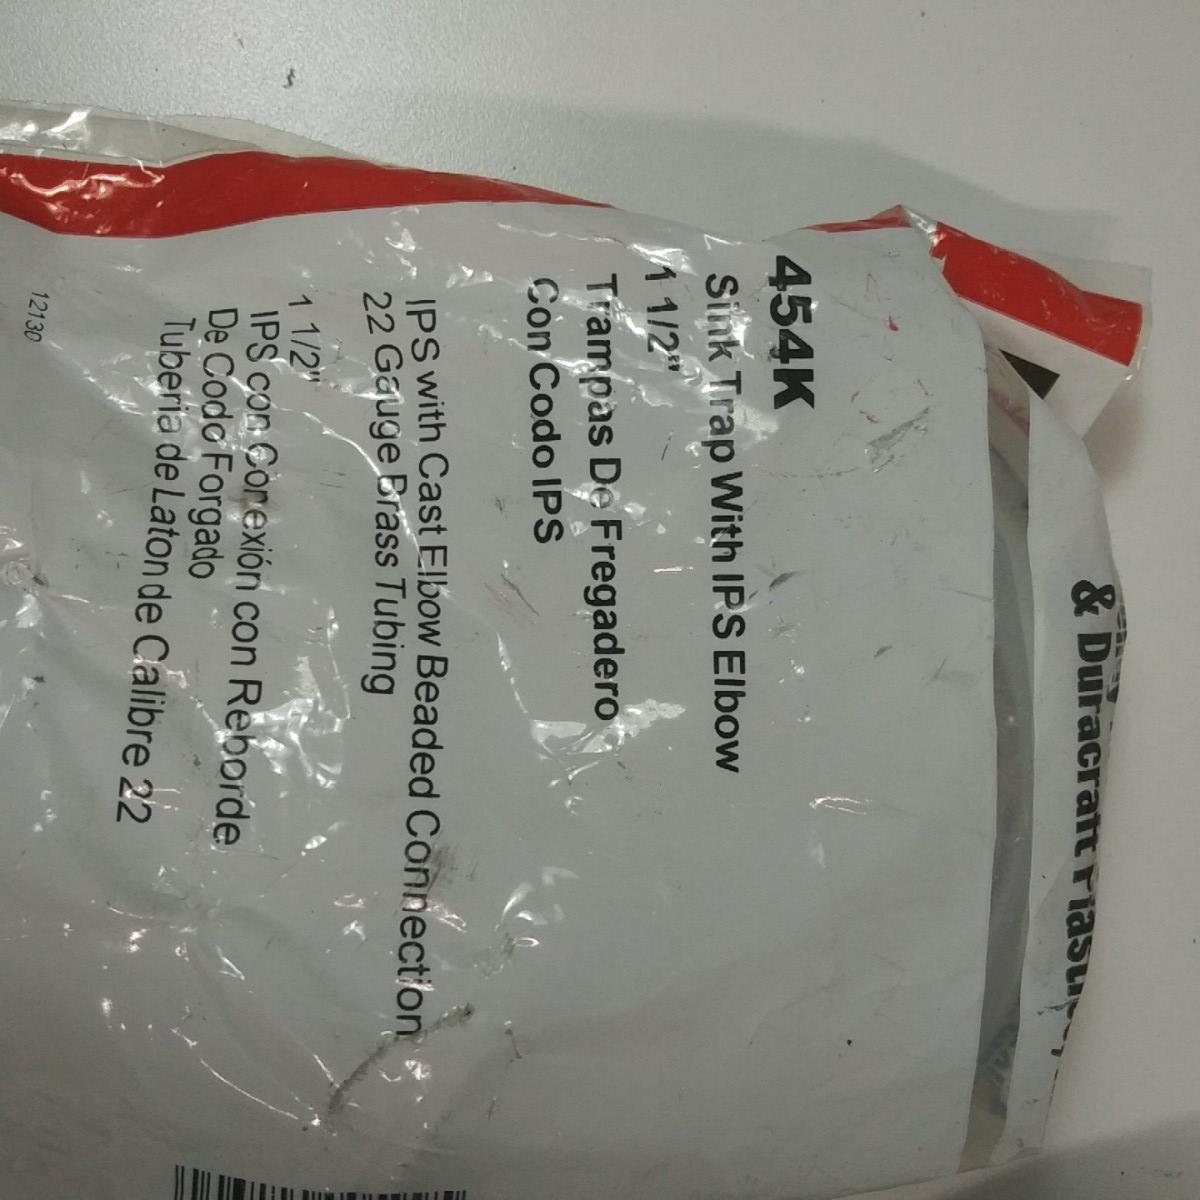 & Duracraft Plastic
454K
Sink Trap With IPS Elbow
1 1/2"
Trampas De Fregadero
Con Codo IPS
IPS with Cast Elbow Beaded Connection
22 Gauge Brass Tubing
1 1/2"
IPS con Conexión con Reborde
De Codo Forgado
Tuberia de Laton de Calibre 22
12130